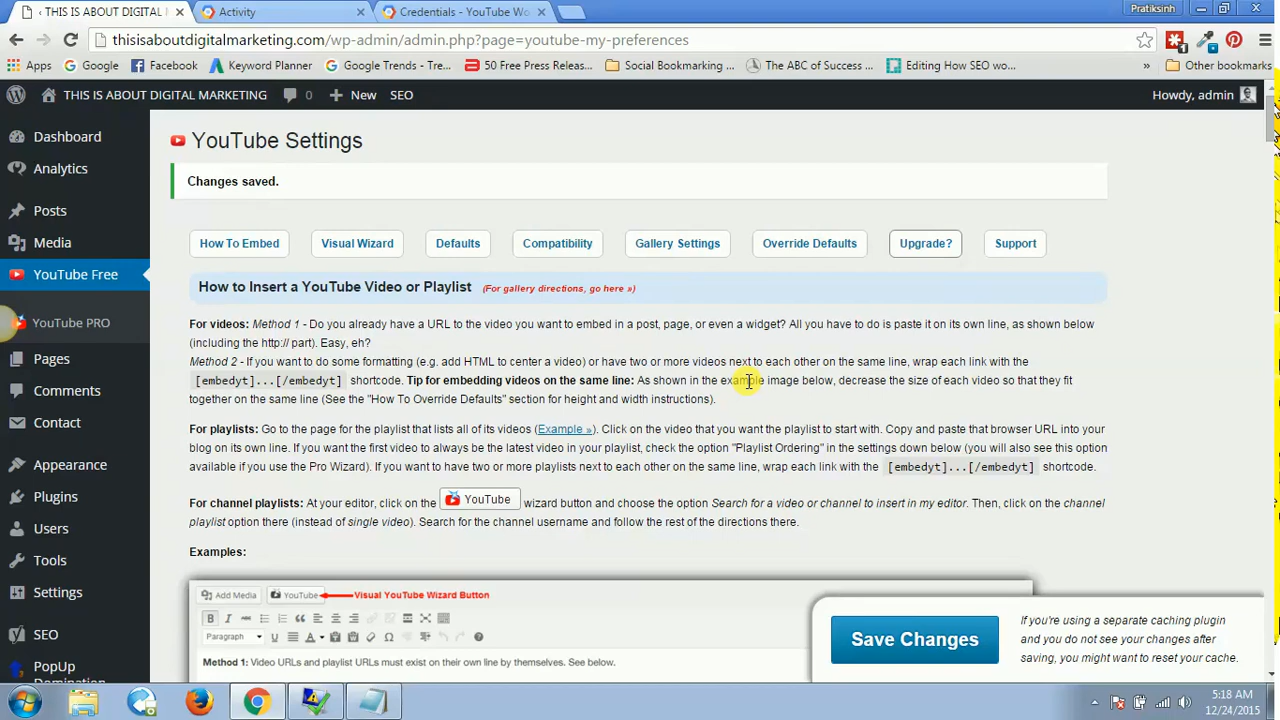 ‹ THIS IS ABOUT DIGITAL M
Activity
Credentials - YouTube Wo
Pratiksinh
thisisaboutdigitalmarketing.com/wp-admin/admin.php?page=youtube-my-preferences
Apps
Google
Facebook
Keyword Planner
Google Trends - Tre...
50 Free Press Releas...
Social Bookmarking ...
The ABC of Success ...
Editing How SEO wo...
»
Other bookmarks
THIS IS ABOUT DIGITAL MARKETING
0
New
SEO
Howdy, admin
Dashboard
Analytics
Posts
Media
YouTube Free
YouTube PRO
Pages
Comments
Contact
Appearance
Plugins
Users
Tools
Settings
SEO
PopUp
Domination
YouTube Settings
Changes saved.
How To Embed
Visual Wizard
Defaults
Compatibility
Gallery Settings
Override Defaults
Upgrade?
Support
How to Insert a YouTube Video or Playlist (For gallery directions, go here »)
For videos: Method 1 - Do you already have a URL to the video you want to embed in a post, page, or even a widget? All you have to do is paste it on its own line, as shown below
(including the http:// part). Easy, eh?
Method 2 - If you want to do some formatting (e.g. add HTML to center a video) or have two or more videos next to each other on the same line, wrap each link with the
[embedyt]...[/embedyt] shortcode. Tip for embedding videos on the same line: As shown in the example image below, decrease the size of each video so that they fit
together on the same line (See the "How To Override Defaults" section for height and width instructions).
For playlists: Go to the page for the playlist that lists all of its videos (Example »). Click on the video that you want the playlist to start with. Copy and paste that browser URL into your
blog on its own line. If you want the first video to always be the latest video in your playlist, check the option "Playlist Ordering" in the settings down below (you will also see this option
available if you use the Pro Wizard). If you want to have two or more playlists next to each other on the same line, wrap each link with the [embedyt]...[/embedyt] shortcode.
For channel playlists: At your editor, click on the YouTube wizard button and choose the option Search for a video or channel to insert in my editor. Then, click on the channel
playlist option there (instead of single video). Search for the channel username and follow the rest of the directions there.
Examples:
Add Media
YouTube
Visual YouTube Wizard Button
Paragraph
Method 1: Video URLs and playlist URLs must exist on their own line by themselves. See below.
Save Changes
If you're using a separate caching plugin
and you do not see your changes after
saving, you might want to reset your cache.
5:18 AM
12/24/2015